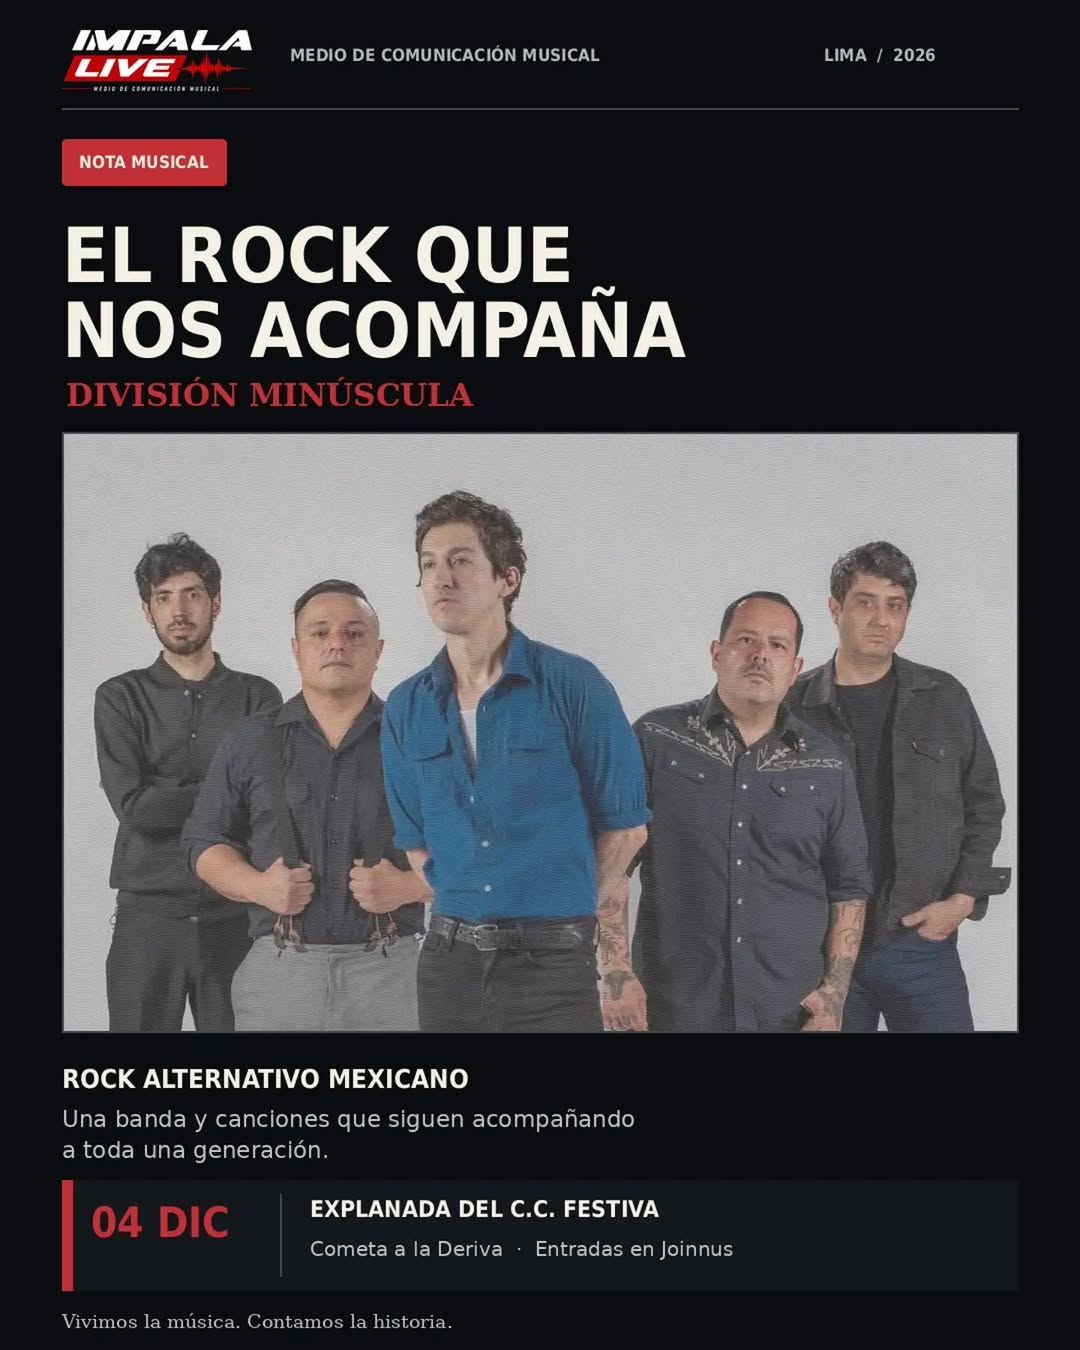 IMPALA
LIVE
MEDIO DE COMUNICACIÓN MUSICAL
MEDIO DE COMUNICACIÓN MUSICAL
LIMA / 2026
NOTA MUSICAL
EL ROCK QUE
NOS ACOMPAÑA
DIVISIÓN MINÚSCULA
ROCK ALTERNATIVO MEXICANO
Una banda y canciones que siguen acompañando
a toda una generación.
04 DIC
EXPLANADA DEL C.C. FESTIVA
Cometa a la Deriva · Entradas en Joinnus
Vivimos la música. Contamos la historia.